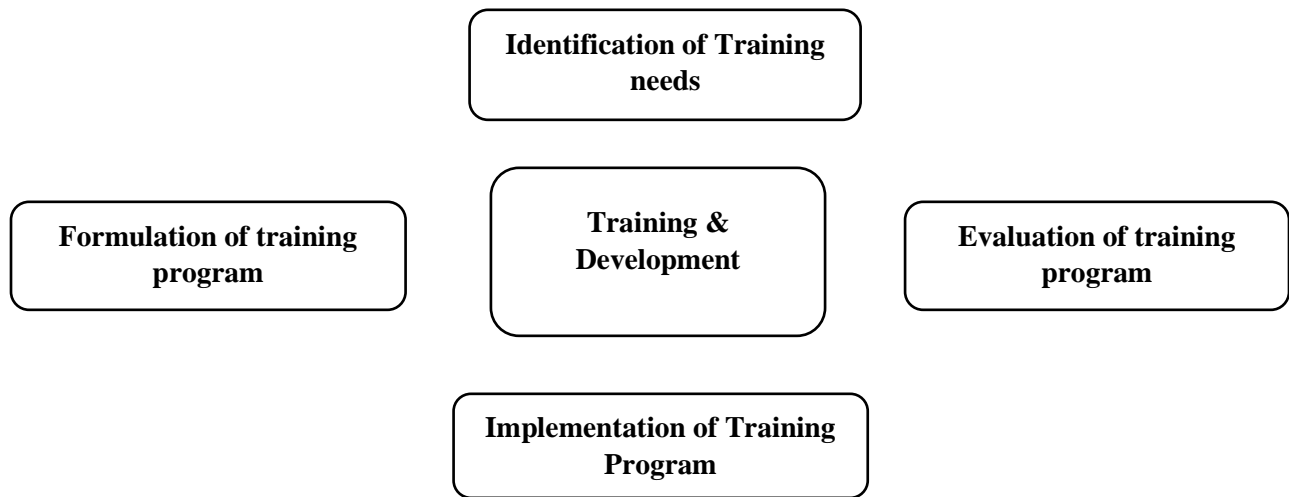 Identification of Training
needs
Formulation of training
program
Training &
Development
Evaluation of training
program
Implementation of Training
Program